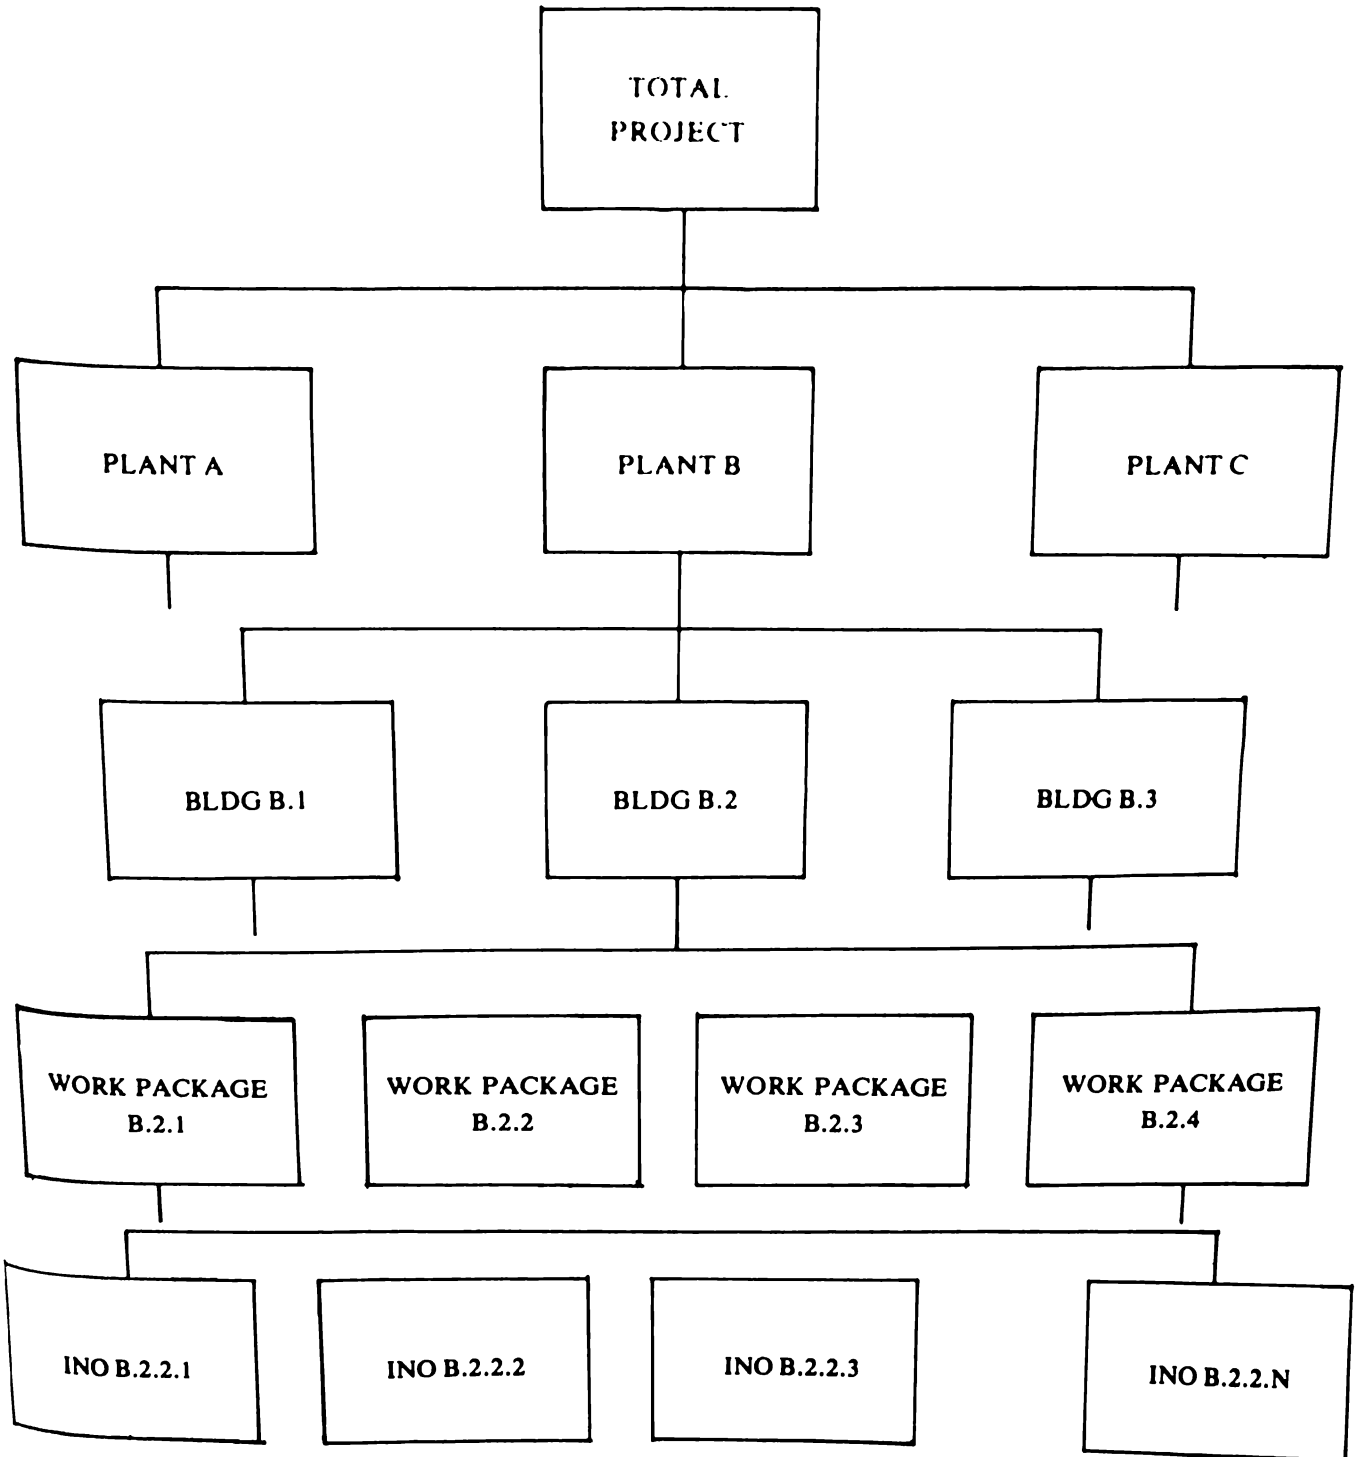 TOTAL
PROJECT
PLANT A
PLANT B
PLANT C
BLDG B.1
BLDG B.2
BLDG B.3
WORK PACKAGE
B.2.1
WORK PACKAGE
B.2.2
WORK PACKAGE
B.2.3
WORK PACKAGE
B.2.4
INO B.2.2.1
INO B.2.2.2
INO B.2.2.3
INO B.2.2.N